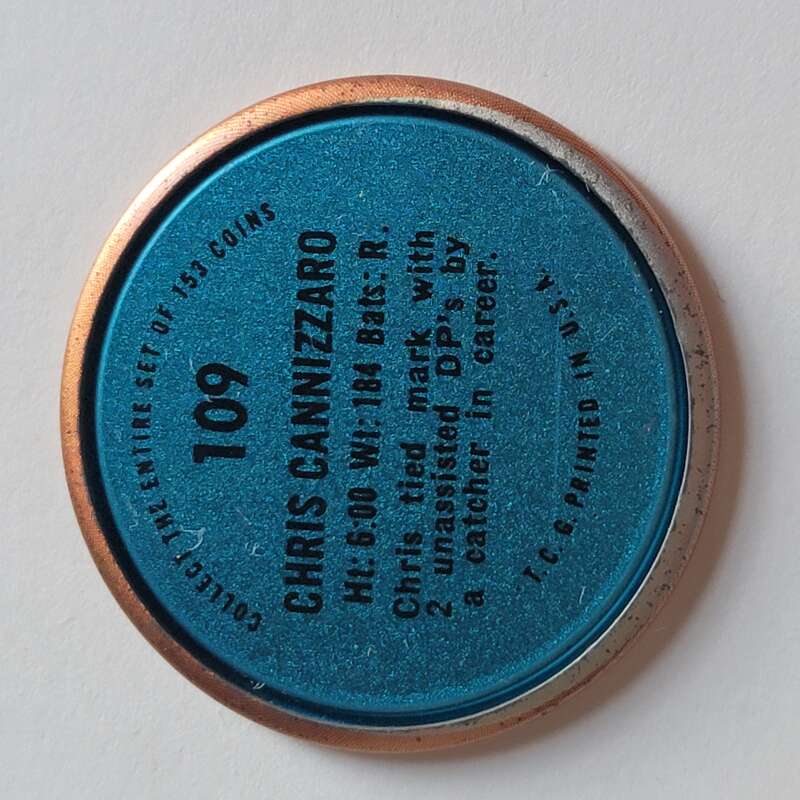 COLLECT THE ENTIRE SET OF 153 COINS
109
CHRIS CANNIZZARO
Ht: 6:00 Wt: 184 Bats: R.
Chris tied mark with
2 unassisted DP's by
a catcher in career.
T. C. G. PRINTED IN U.S.A.